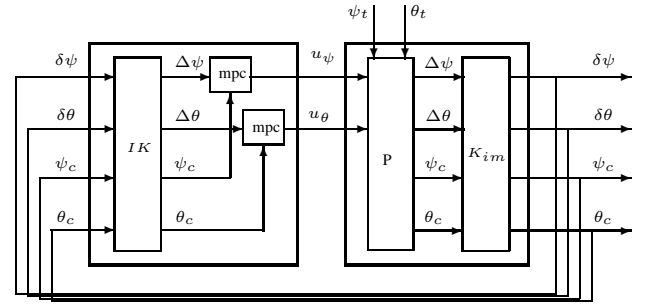 ψt θt
δψ Δψ mpc uψ Δψ δψ
δθ Δθ mpc uθ Δθ δθ
IK P Kim
ψc ψc ψc ψc
θc θc θc θc